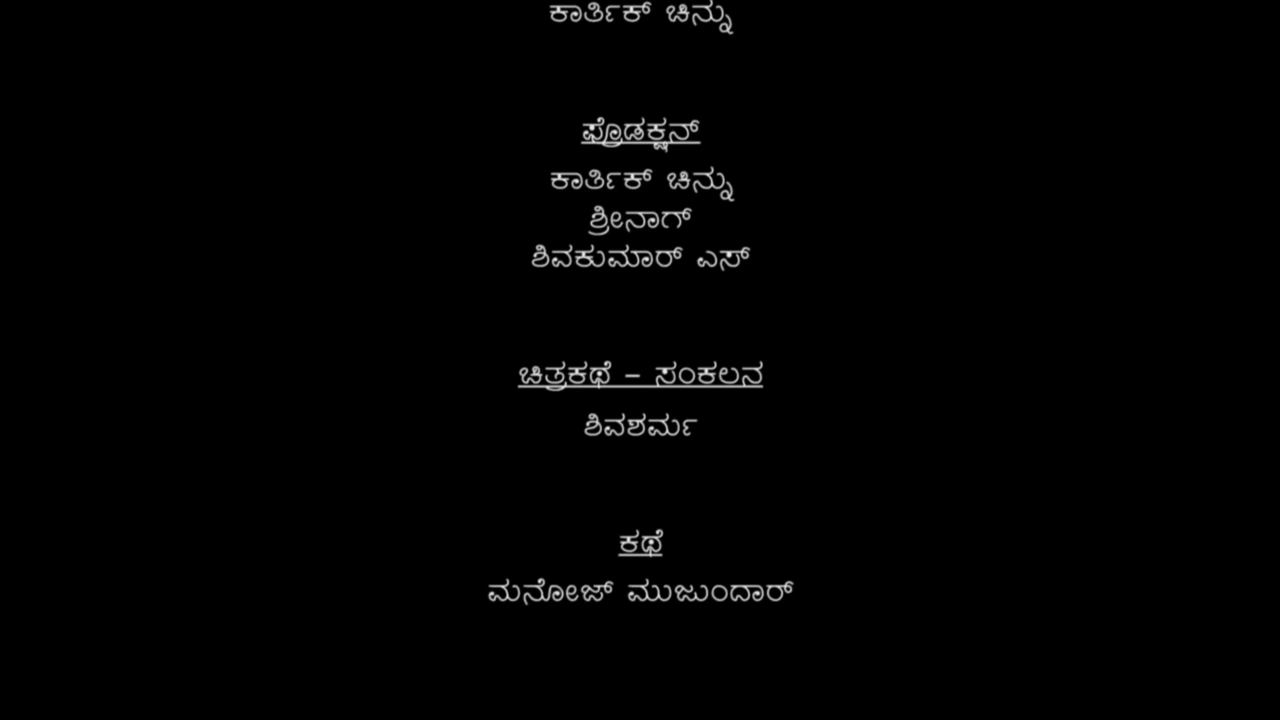 ಕಾರ್ತಿಕ್ ಚಿನ್ನು
ಪ್ರೊಡಕ್ಷನ್
ಕಾರ್ತಿಕ್ ಚಿನ್ನು
ಶ್ರೀನಾಗ್
ಶಿವಕುಮಾರ್ ಎಸ್
ಚಿತ್ರಕಥೆ – ಸಂಕಲನ
ಶಿವಶರ್ಮ
ಕಥೆ
ಮನೋಜ್ ಮುಜುಂದಾರ್